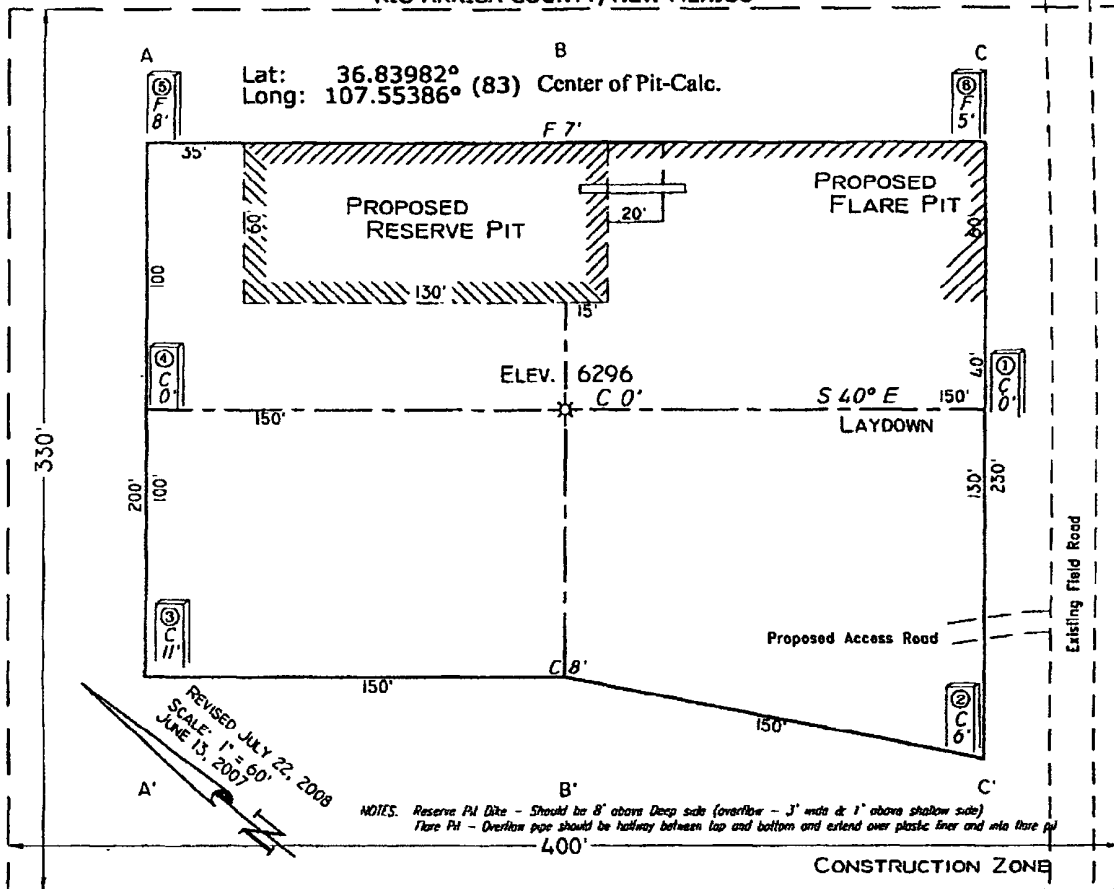 A
B
C
Lat: 36.83982°
Long: 107.55386° (83) Center of Pit-Calc.
⑤
F
8'
⑧
F
5'
F 7'
35'
PROPOSED
RESERVE PIT
PROPOSED
FLARE PIT
60'
20'
60'
100
130'
15'
④
C
0'
ELEV. 6296
C 0'
40'
①
C
0'
S 40° E
150'
150'
LAYDOWN
330'
200'
100'
130'
230'
Existing Field Road
③
C
11'
Proposed Access Road
C 8'
150'
150'
②
C
6'
REVISED JULY 22, 2008
SCALE: 1" = 60'
JUNE 13, 2007
N
A'
B'
C'
NOTES. Reserve Pit Dike - Should be 8' above Deep side (overflow - 3' wide & 1' above shallow side)
Flare Pit - Overflow pipe should be halfway between top and bottom and extend over plastic liner and into flare
400'
CONSTRUCTION ZONE